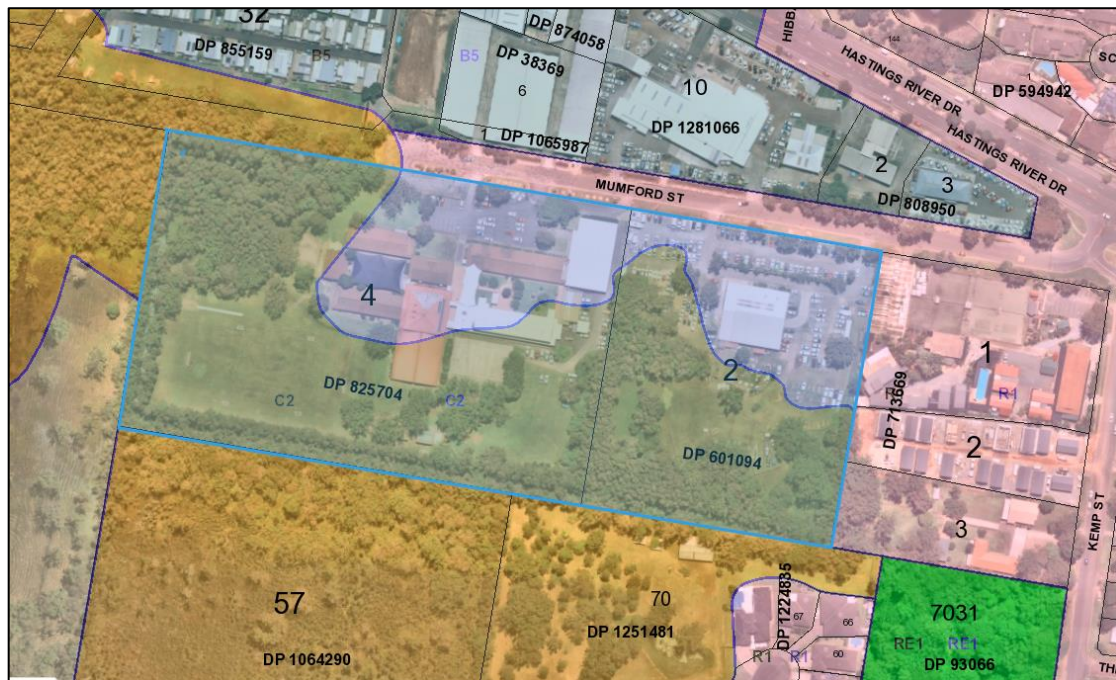 32
DP 855159
B5
B5
DP 874058
DP 38369
6
1
DP 1065987
10
DP 1281066
HIBB
HASTINGS RIVER DR
HASTINGS RIVER DR
144
1
DP 594942
SC
2
DP 808950
3
MUMFORD ST
4
DP 825704
C2
C2
2
DP 601094
1
DP 713669
R1
2
3
KEMP ST
57
DP 1064290
70
DP 1251481
DP 1224835
67
66
60
R1
R1
7031
RE1
RE1
DP 93066
TH